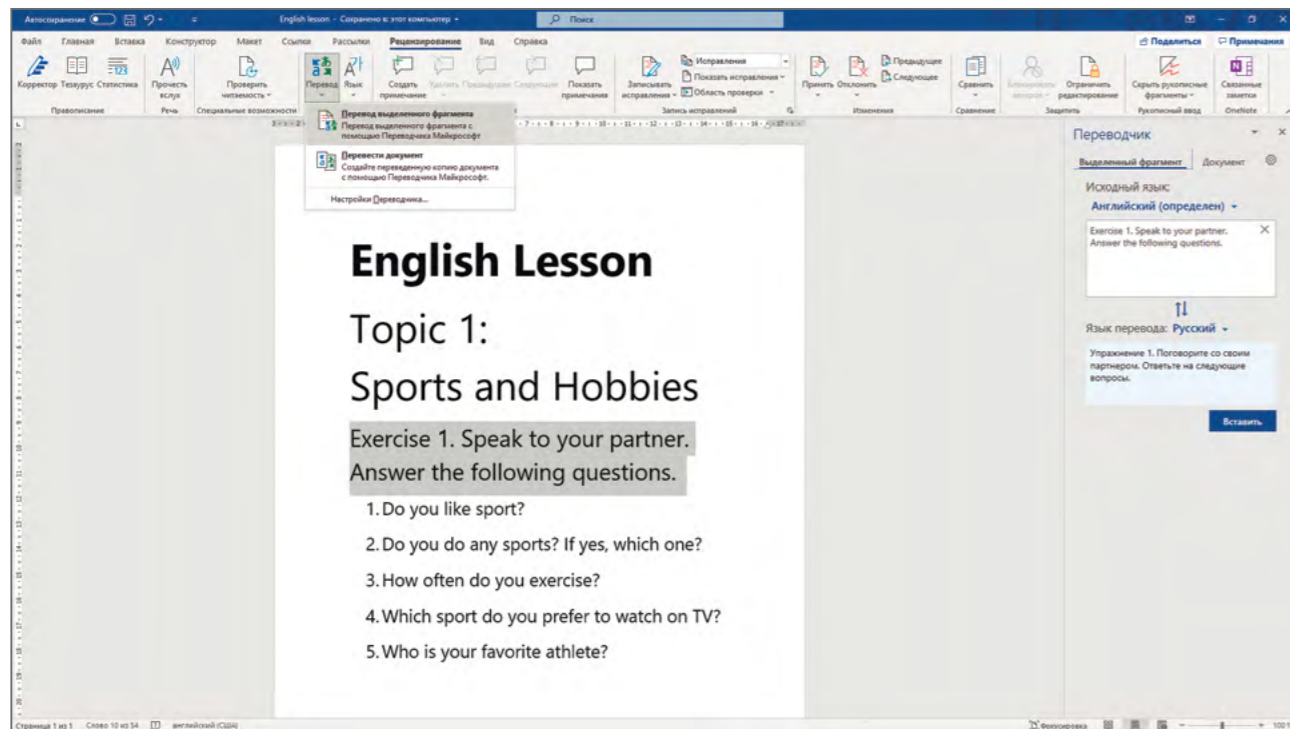 Автосохранение
English lesson - Сохранено в: этот компьютер
Поиск
Файл Главная Вставка Конструктор Макет Ссылки Рассылки Рецензирование Вид Справка
Поделиться Примечания
Корректор Тезаурус Статистика
Правописание
Прочесть вслух
Речь
Проверить читаемость
Специальные возможности
Перевод Язык
Создать примечание Удалить Предыдущее Следующее Показать примечания
Записывать исправления
Исправления
Показать исправления
Область проверки
Запись исправлений
Принять Отклонить
Предыдущее
Следующее
Изменения
Сравнить
Сравнение
Блокировать авторов Ограничить редактирование
Защитить
Скрыть рукописные фрагменты
Рукописный ввод
Связанные заметки
OneNote
Перевод выделенного фрагмента
Перевод выделенного фрагмента с
помощью Переводчика Майкрософт
Перевести документ
Создайте переведенную копию документа
с помощью Переводчика Майкрософт.
Настройки Переводчика...
English Lesson
Topic 1:
Sports and Hobbies
Exercise 1. Speak to your partner.
Answer the following questions.
1. Do you like sport?
2. Do you do any sports? If yes, which one?
3. How often do you exercise?
4. Which sport do you prefer to watch on TV?
5. Who is your favorite athlete?
Переводчик
Выделенный фрагмент Документ
Исходный язык:
Английский (определен)
Exercise 1. Speak to your partner.
Answer the following questions.
Язык перевода: Русский
Упражнение 1. Поговорите со своим
партнером. Ответьте на следующие
вопросы.
Вставить
Страница 1 из 1 Слово 10 из 54 английский (США)
Фокусировка